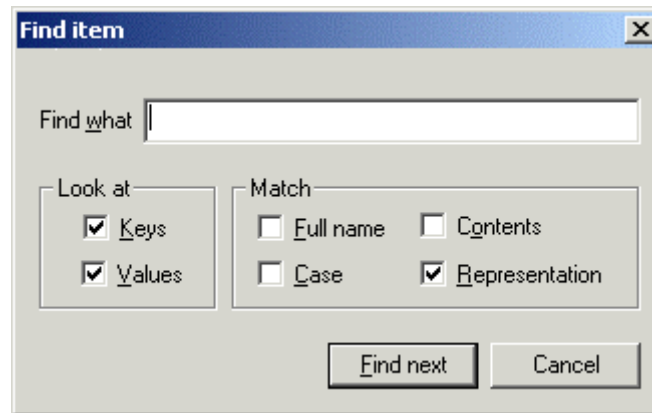 Find item
Find what
Look at
Match
Keys
Full name
Contents
Values
Case
Representation
Find next
Cancel